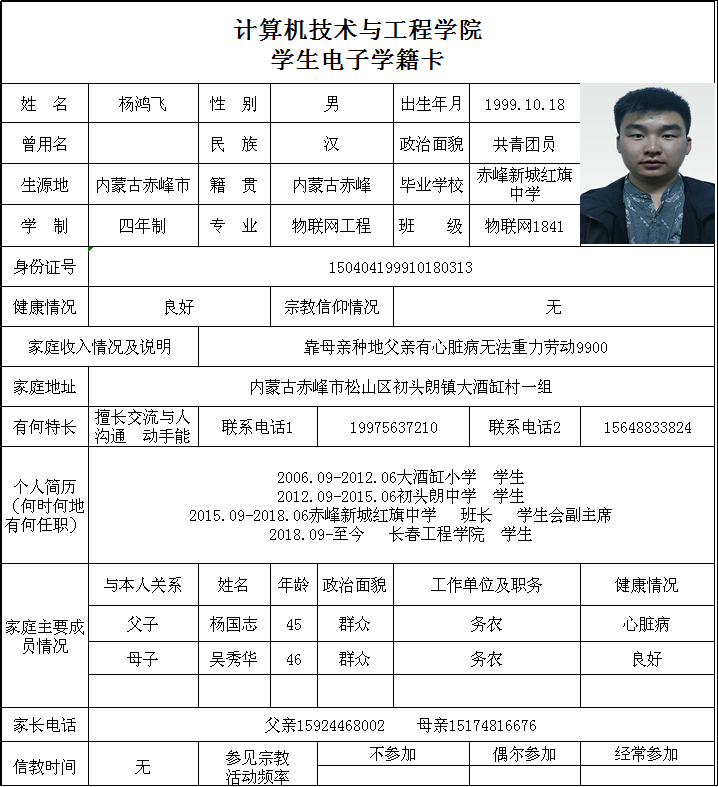 计算机技术与工程学院
学生电子学籍卡
姓 名 杨鸿飞 性 别 男 出生年月 1999.10.18
曾用名 民 族 汉 政治面貌 共青团员
生源地 内蒙古赤峰市 籍 贯 内蒙古赤峰 毕业学校 赤峰新城红旗中学
学 制 四年制 专 业 物联网工程 班 级 物联网1841
身份证号 150404199910180313
健康情况 良好 宗教信仰情况 无
家庭收入情况及说明 靠母亲种地父亲有心脏病无法重力劳动9900
家庭地址 内蒙古赤峰市松山区初头朗镇大酒缸村一组
有何特长 擅长交流与人沟通 动手能 联系电话1 19975637210 联系电话2 15648833824
个人简历（何时何地有何任职）
2006.09-2012.06大酒缸小学 学生
2012.09-2015.06初头朗中学 学生
2015.09-2018.06赤峰新城红旗中学 班长 学生会副主席
2018.09-至今 长春工程学院 学生
家庭主要成员情况
与本人关系 姓名 年龄 政治面貌 工作单位及职务 健康情况
父子 杨国志 45 群众 务农 心脏病
母子 吴秀华 46 群众 务农 良好
家长电话 父亲15924468002 母亲15174816676
信教时间 无 参见宗教活动频率 不参加 偶尔参加 经常参加